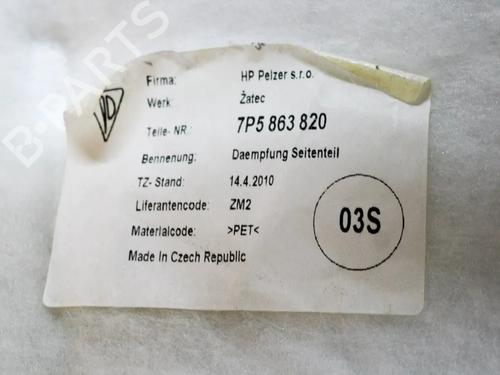 Firma: HP Pelzer s.r.o.
Werk: Žatec
Teile- NR.: 7P5 863 820
Bennenung: Daempfung Seitenteil
TZ- Stand: 14.4.2010
Lifarantencode: ZM2
Materialcode: >PET<
Made In Czech Republic
03S
B-PARTS